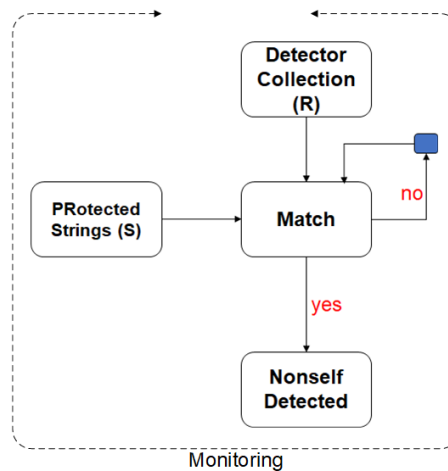 Detector
Collection
(R)
PRotected
Strings (S)
Match
no
yes
Nonself
Detected
Monitoring